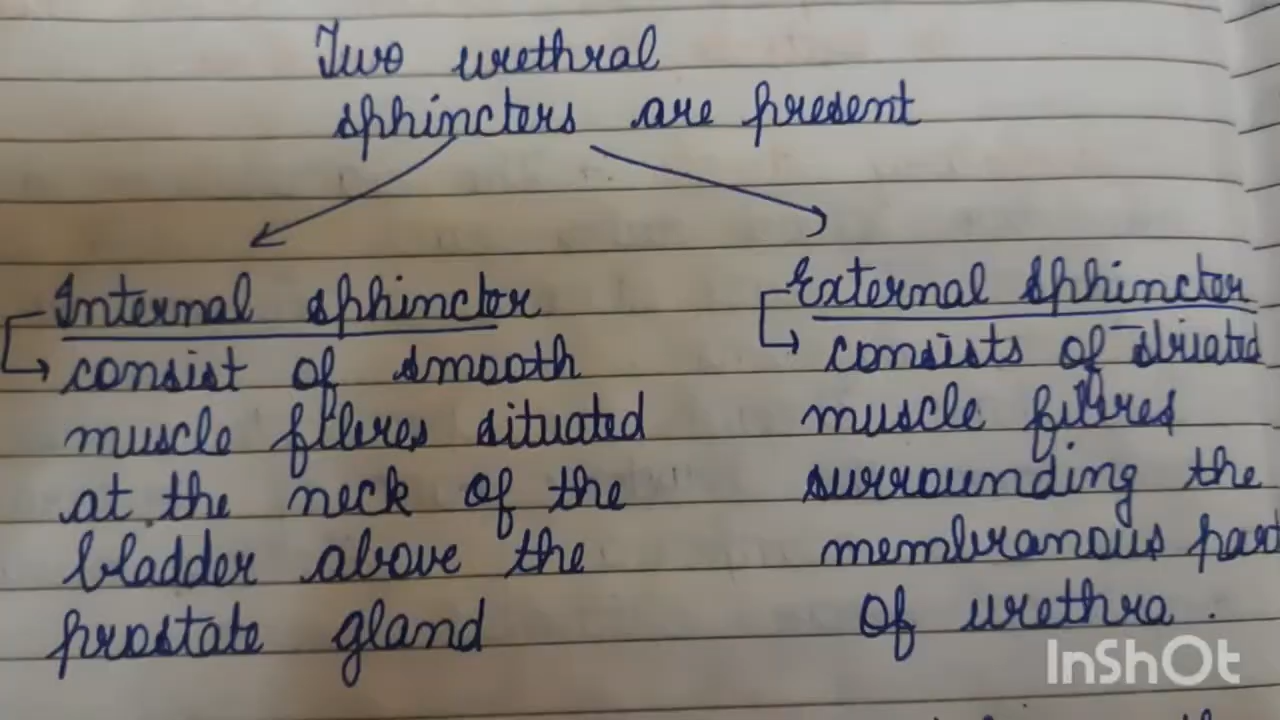 Two urethral
sphincters are present
Internal sphincter
consist of smooth
muscle fibres situated
at the neck of the
bladder above the
prostate gland
External sphincter
consists of striated
muscle fibres
surrounding the
membranous part
of urethra.
InShOt